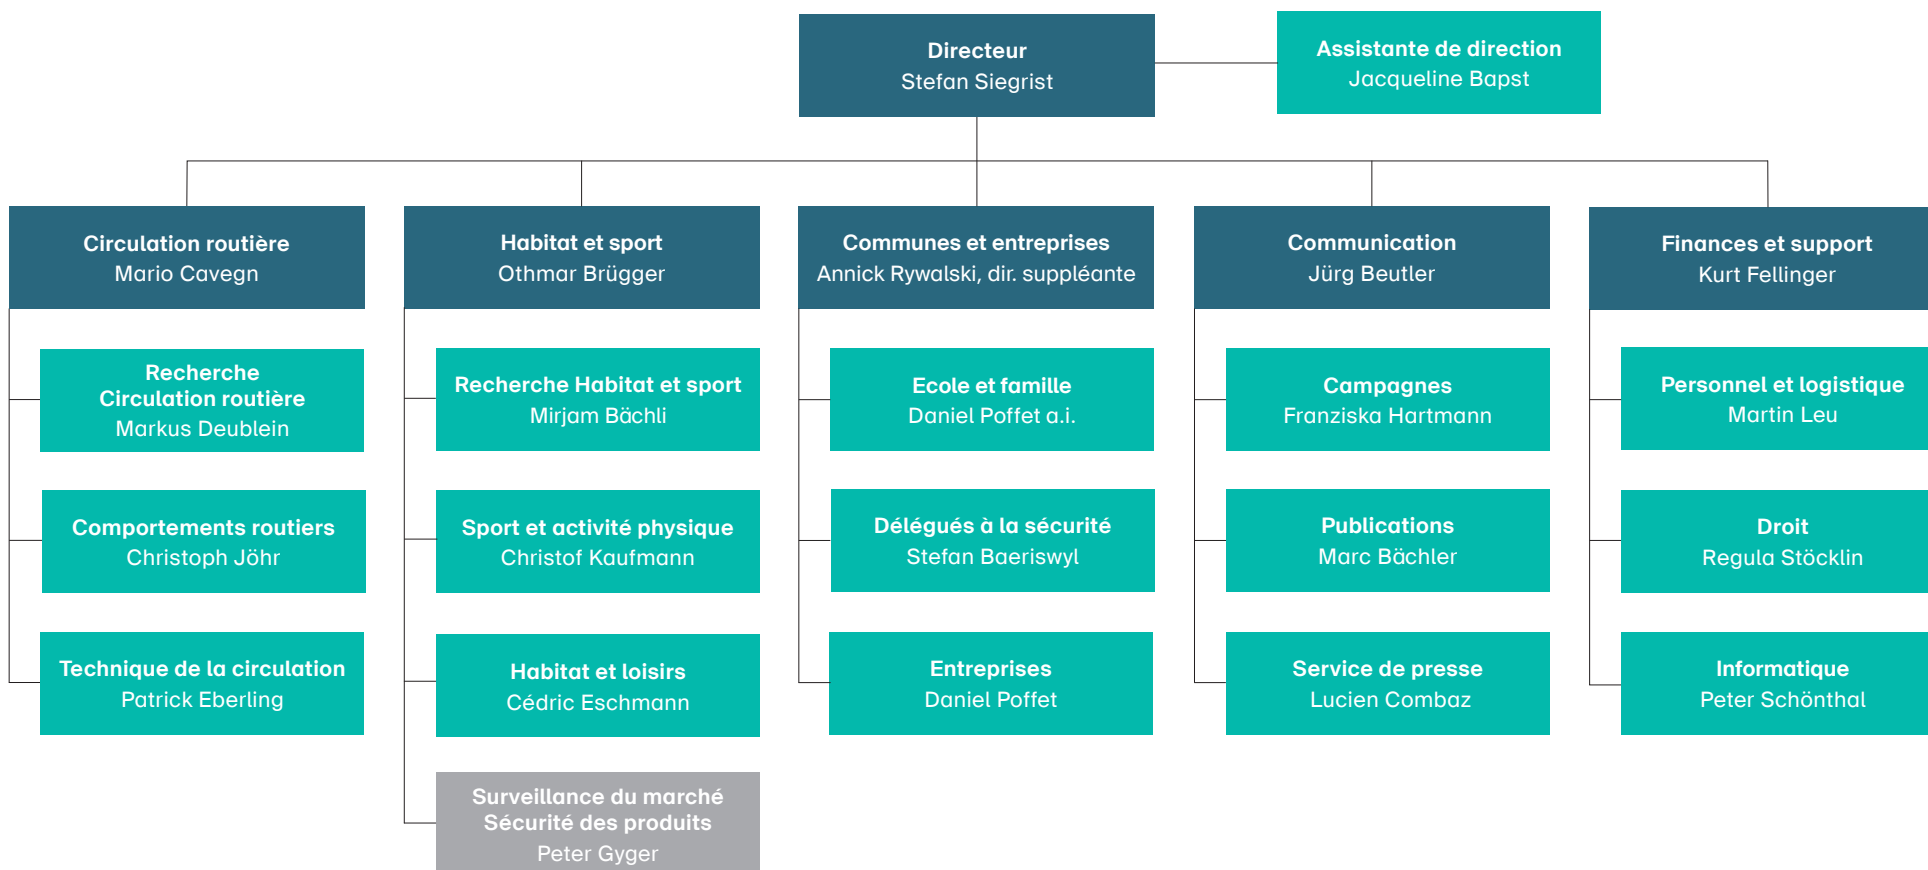 Directeur
Stefan Siegrist
Assistante de direction
Jacqueline Bapst
Circulation routière
Mario Cavegn
Recherche
Circulation routière
Markus Deublein
Comportements routiers
Christoph Jöhr
Technique de la circulation
Patrick Eberling
Habitat et sport
Othmar Brügger
Recherche Habitat et sport
Mirjam Bächli
Sport et activité physique
Christof Kaufmann
Habitat et loisirs
Cédric Eschmann
Surveillance du marché
Sécurité des produits
Peter Gyger
Communes et entreprises
Annick Rywalski, dir. suppléante
Ecole et famille
Daniel Poffet a.i.
Délégués à la sécurité
Stefan Baeriswyl
Entreprises
Daniel Poffet
Communication
Jürg Beutler
Campagnes
Franziska Hartmann
Publications
Marc Bächler
Service de presse
Lucien Combaz
Finances et support
Kurt Fellinger
Personnel et logistique
Martin Leu
Droit
Regula Stöcklin
Informatique
Peter Schönthal